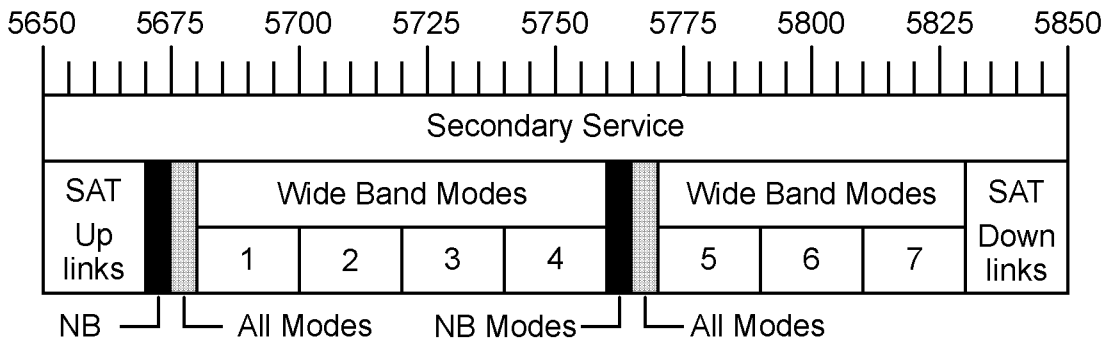 5650 5675 5700 5725 5750 5775 5800 5825 5850
Secondary Service
SAT Up links
Wide Band Modes
1 2 3 4
Wide Band Modes
5 6 7
SAT Down links
NB All Modes NB Modes All Modes